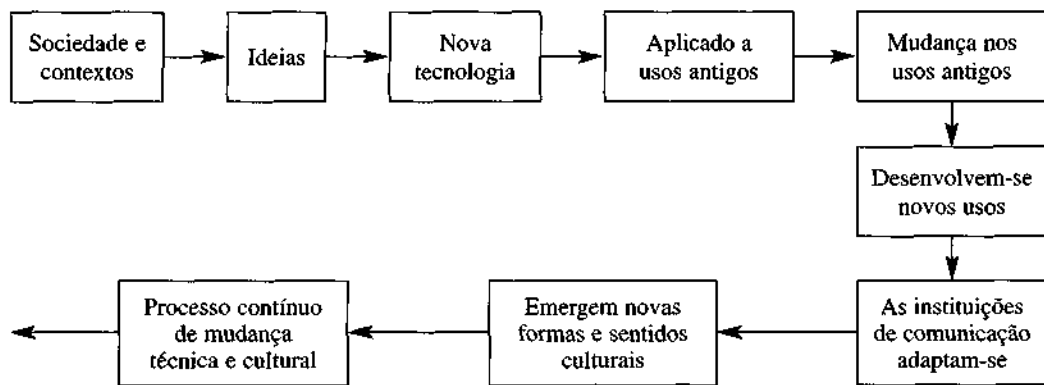 Sociedade e
contextos
Ideias
Nova
tecnologia
Aplicado a
usos antigos
Mudança nos
usos antigos
Desenvolvem-se
novos usos
As instituições
de comunicação
adaptam-se
Emergem novas
formas e sentidos
culturais
Processo contínuo
de mudança
técnica e cultural